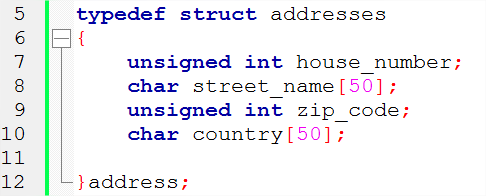 5 typedef struct addresses
6 {
7 unsigned int house_number;
8 char street_name[50];
9 unsigned int zip_code;
10 char country[50];
11
12 }address;